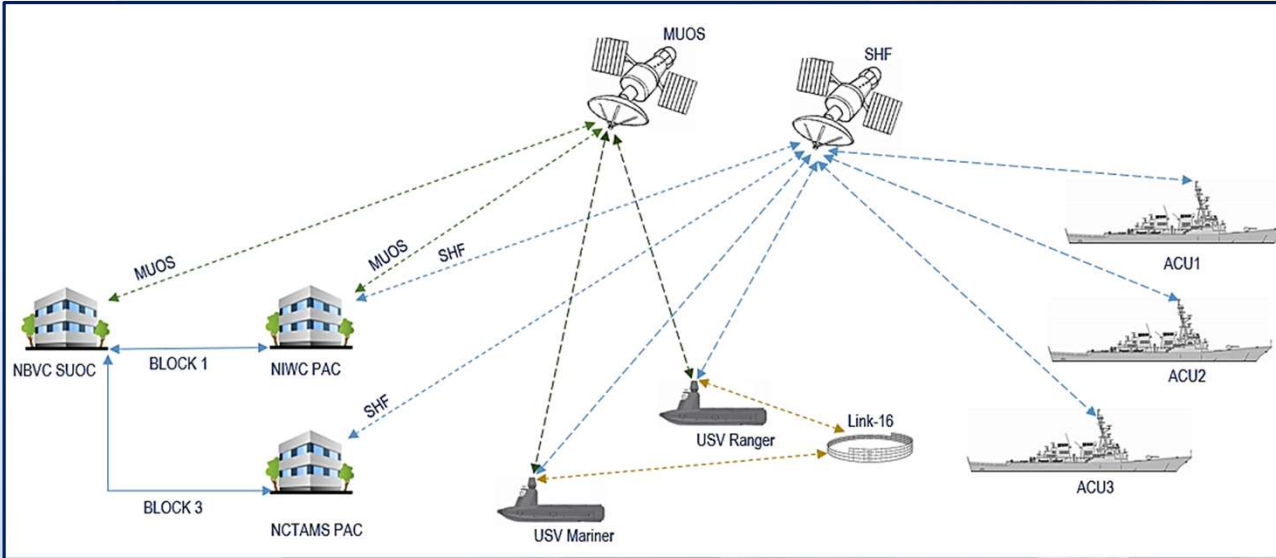 MUOS
SHF
MUOS
MUOS
SHF
ACU1
NBVC SUOC
BLOCK 1
NIWC PAC
ACU2
SHF
USV Ranger
Link-16
ACU3
BLOCK 3
NCTAMS PAC
USV Mariner